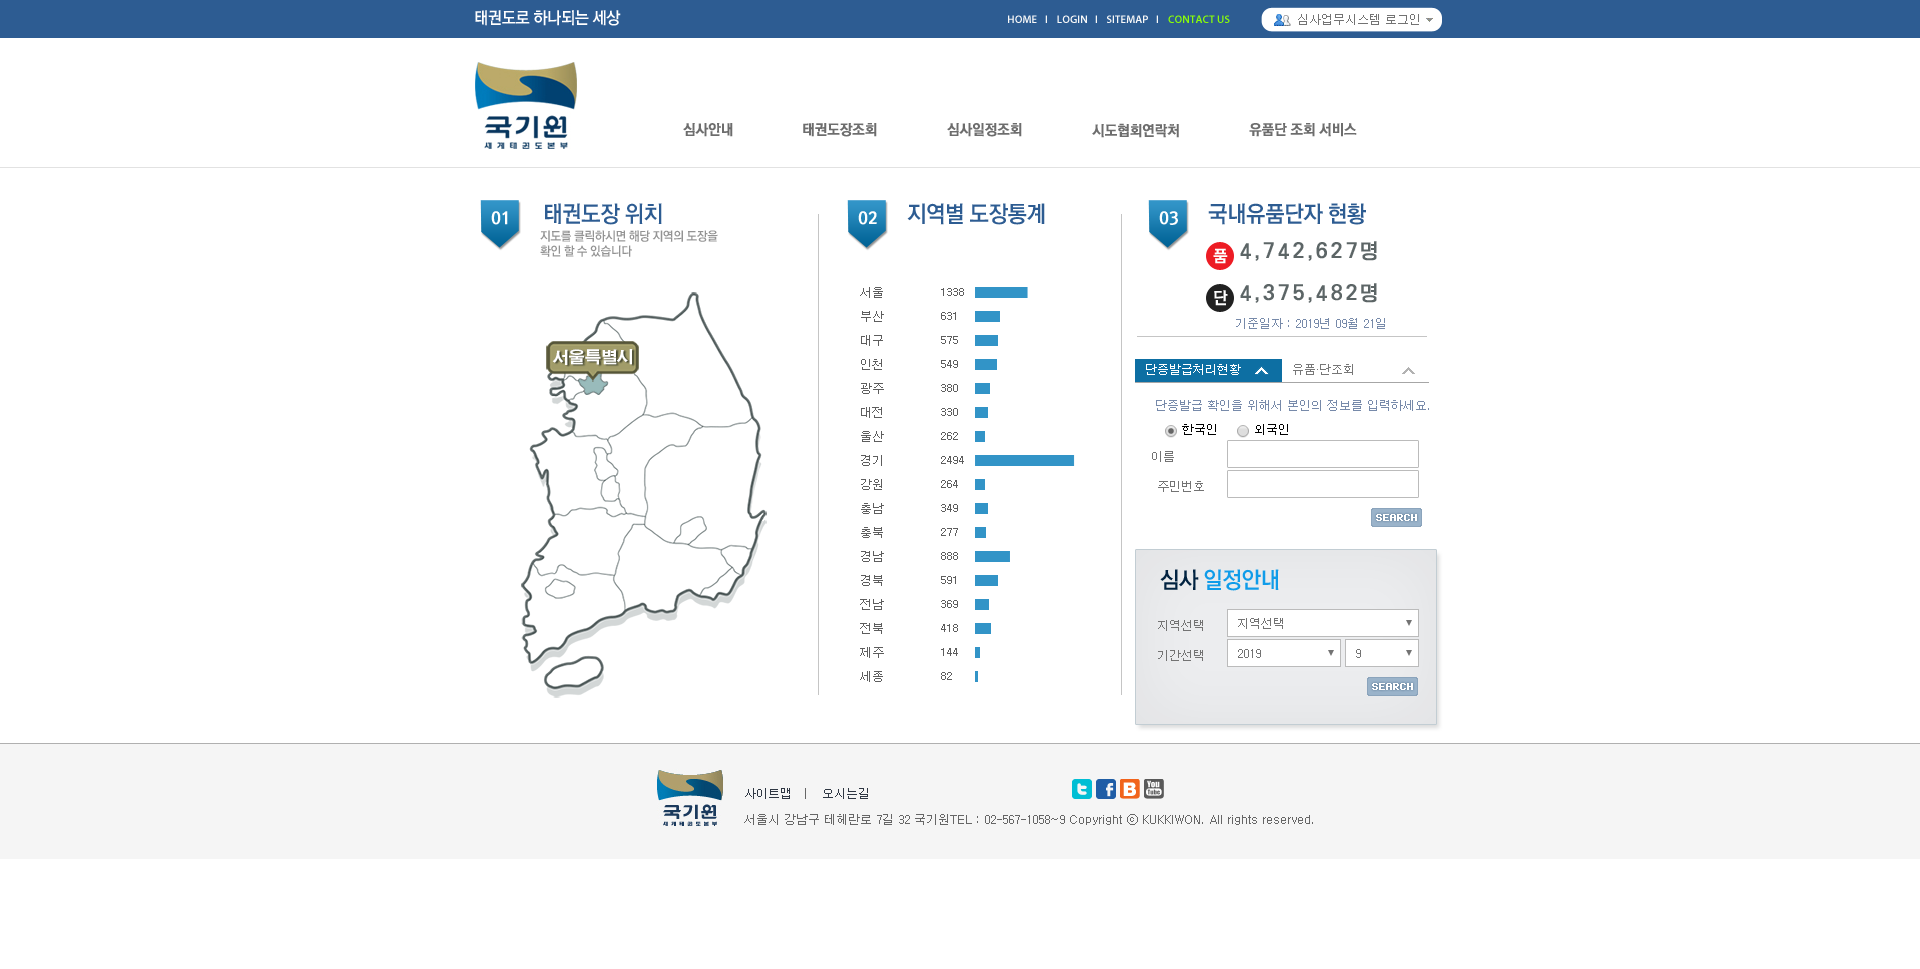 태권도로 하나되는 세상
HOME | LOGIN | SITEMAP | CONTACT US
심사업무시스템 로그인
국기원
세계태권도본부
심사안내
태권도장조회
심사일정조회
시도협회연락처
유품단 조회 서비스
01 태권도장 위치
지도를 클릭하시면 해당 지역의 도장을
확인 할 수 있습니다
서울특별시
02 지역별 도장통계
서울 1338
부산 631
대구 575
인천 549
광주 380
대전 330
울산 262
경기 2494
강원 264
충남 349
충북 277
경남 888
경북 591
전남 369
전북 418
제주 144
세종 82
03 국내유품단자 현황
품 4,742,627명
단 4,375,482명
기준일자 : 2019년 09월 21일
단증발급처리현황
유품·단조회
단증발급 확인을 위해서 본인의 정보를 입력하세요.
한국인 외국인
이름
주민번호
SEARCH
심사 일정안내
지역선택 지역선택
기간선택 2019 9
SEARCH
국기원
세계태권도본부
사이트맵 | 오시는길
서울시 강남구 테헤란로 7길 32 국기원TEL : 02-567-1058~9 Copyright ⓒ KUKKIWON. All rights reserved.